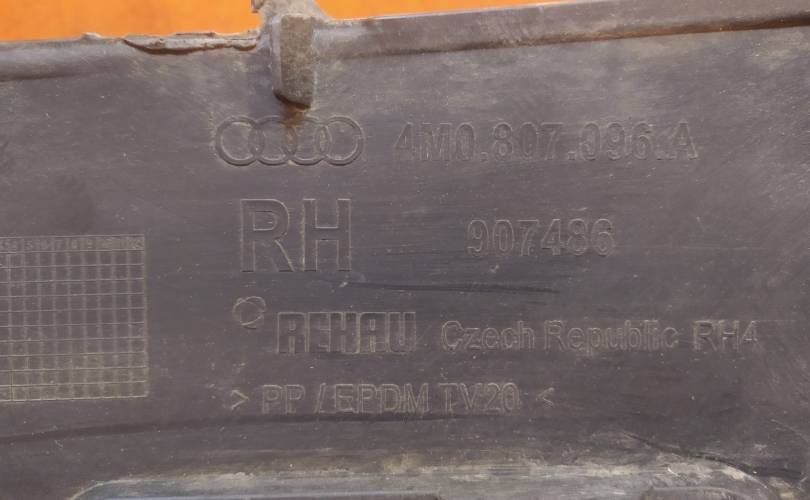 4M0.807.096.A
RH 907486
REHAU Czech Republic RH4
> PP / EPDM TV20 <